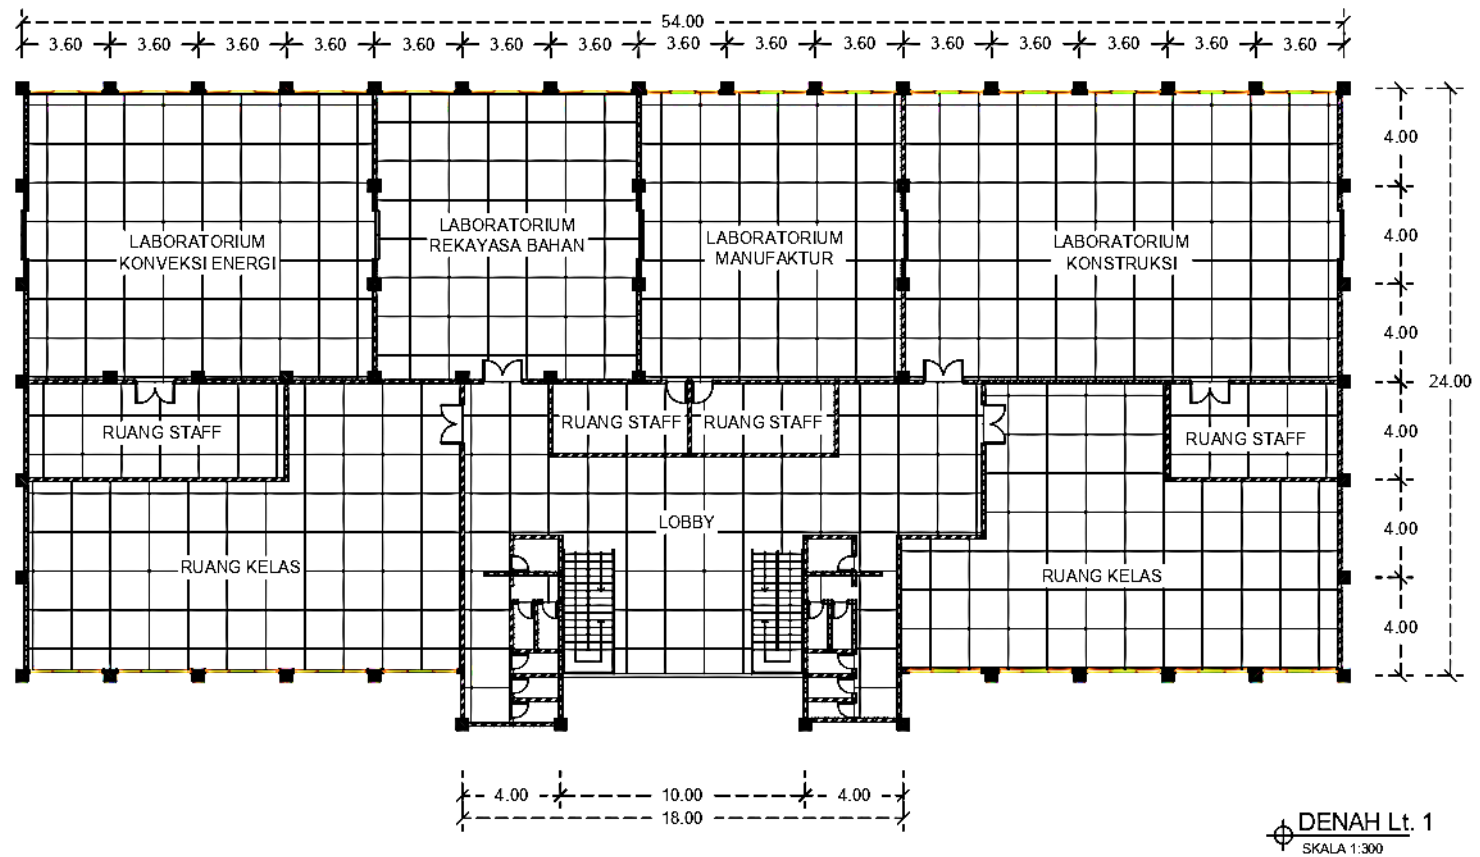 54.00
3.60 3.60 3.60 3.60 3.60 3.60 3.60 3.60 3.60 3.60 3.60 3.60 3.60 3.60 3.60
4.00
4.00
4.00
24.00
4.00
4.00
4.00
LABORATORIUM
KONVEKSI ENERGI
LABORATORIUM
REKAYASA BAHAN
LABORATORIUM
MANUFAKTUR
LABORATORIUM
KONSTRUKSI
RUANG STAFF
RUANG STAFF
RUANG STAFF
RUANG STAFF
LOBBY
RUANG KELAS
RUANG KELAS
4.00 10.00 4.00
18.00
DENAH Lt. 1
SKALA 1:300